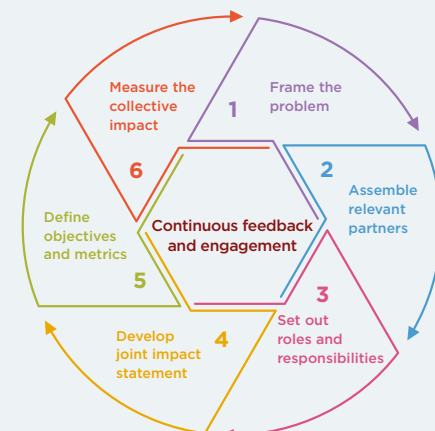 1
Frame the
problem
2
Assemble
relevant
partners
3
Set out
roles and
responsibilities
4
Develop
joint impact
statement
5
Define
objectives
and metrics
6
Measure the
collective
impact
Continuous feedback
and engagement